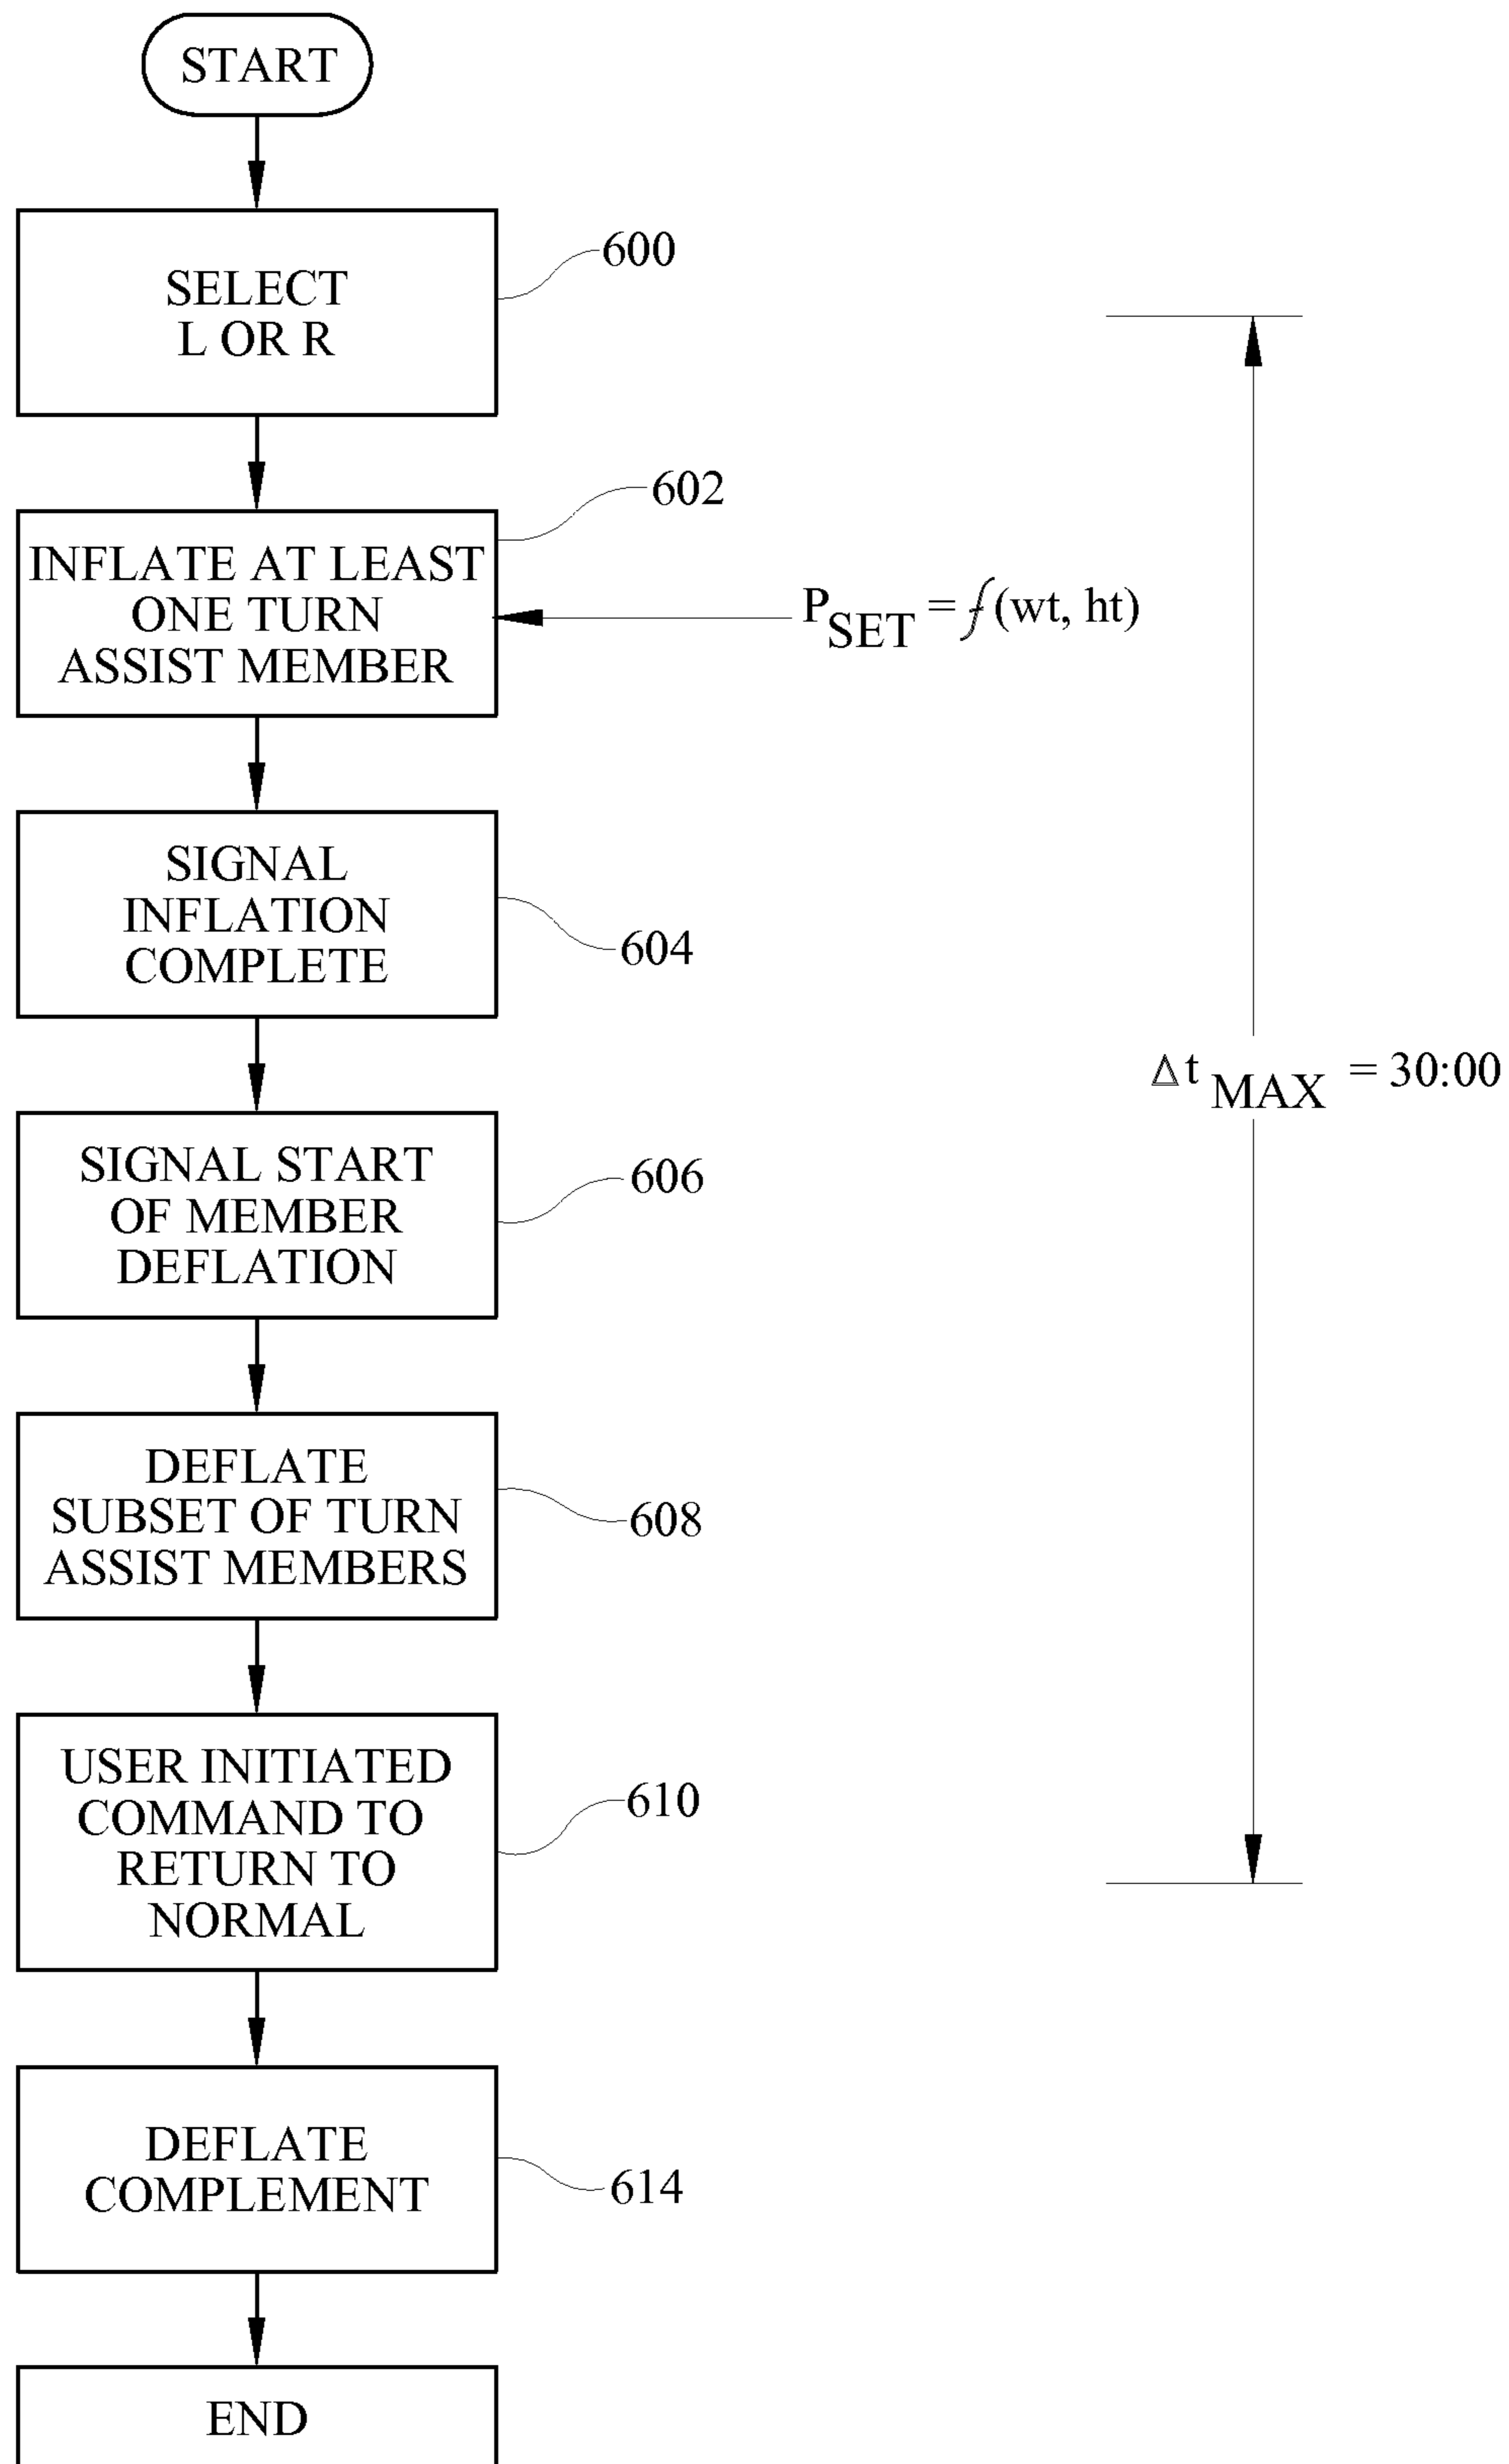 START
SELECT
L OR R
600
INFLATE AT LEAST
ONE TURN
ASSIST MEMBER
602
P SET = f (wt, ht)
SIGNAL
INFLATION
COMPLETE
604
Δt MAX = 30:00
SIGNAL START
OF MEMBER
DEFLATION
606
DEFLATE
SUBSET OF TURN
ASSIST MEMBERS
608
USER INITIATED
COMMAND TO
RETURN TO
NORMAL
610
DEFLATE
COMPLEMENT
614
END